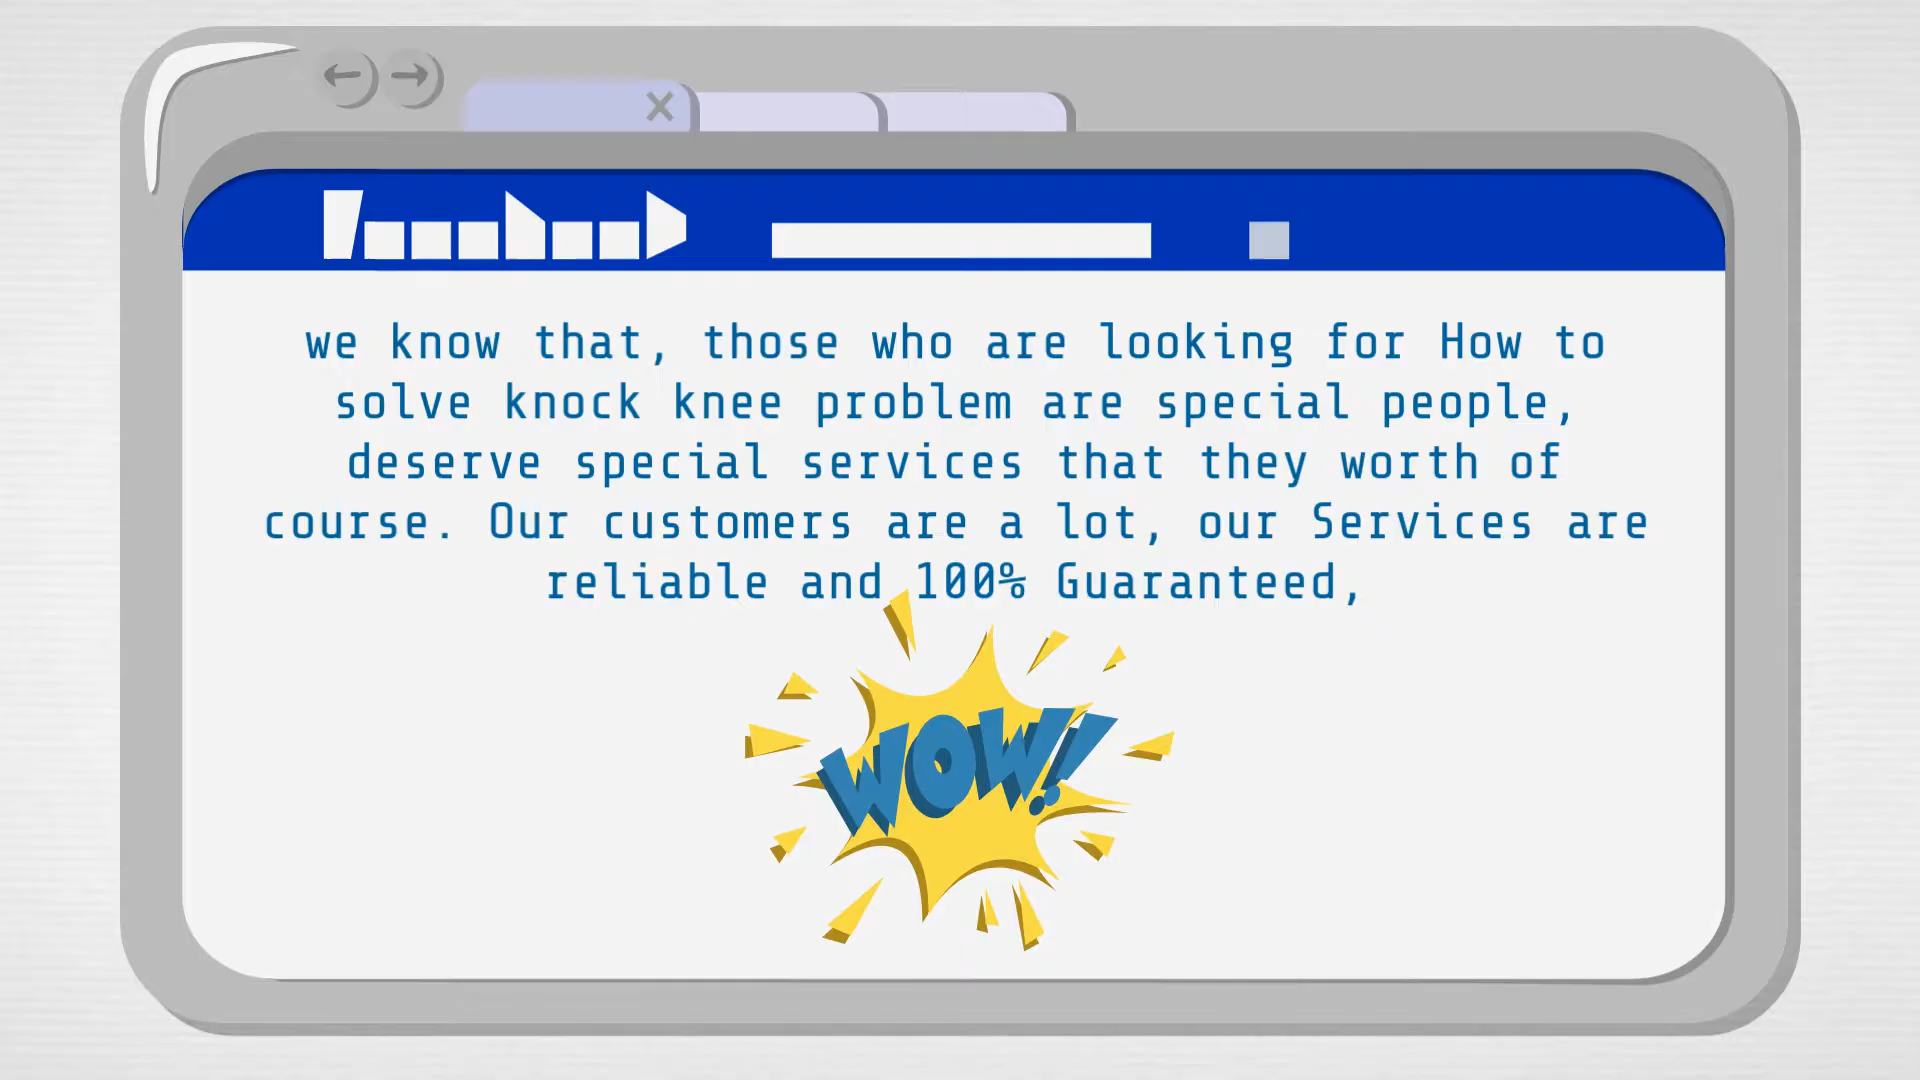 we know that, those who are looking for How to
solve knock knee problem are special people,
deserve special services that they worth of
course. Our customers are a lot, our Services are
reliable and 100% Guaranteed,
WOW!